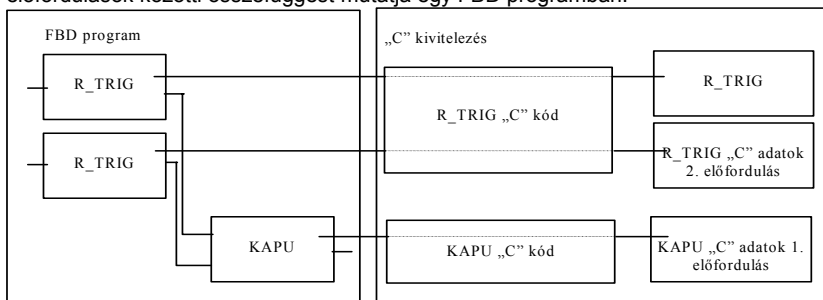 előfordulások közötti összefüggést mutatja egy FBD programban.
FBD program
R_TRIG
R_TRIG
KAPU
„C” kivitelezés
R_TRIG „C” kód
KAPU „C” kód
R_TRIG
R_TRIG „C” adatok
2. előfordulás
KAPU „C” adatok 1.
előfordulás